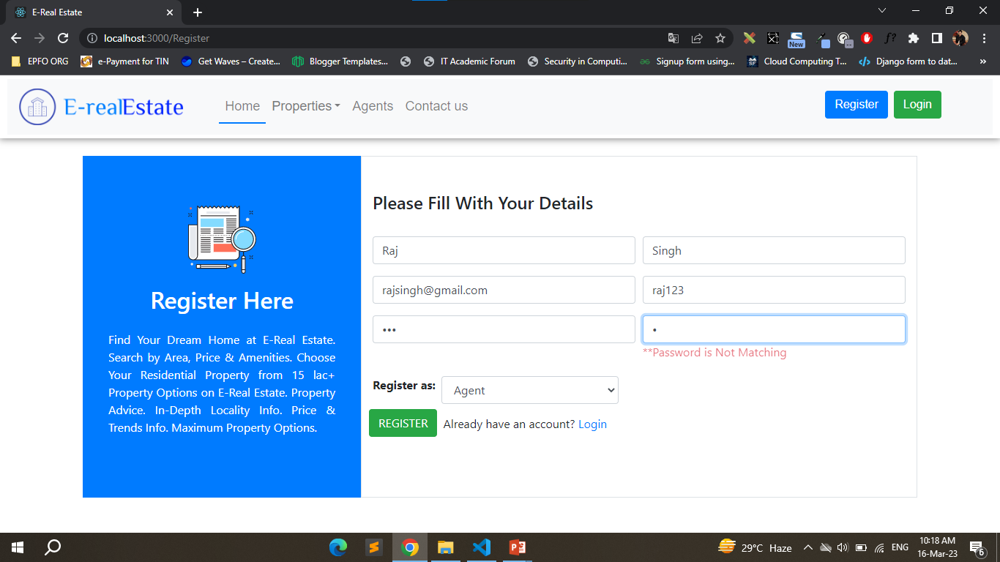 E-Real Estate
localhost:3000/Register
New
f?
EPFO ORG
e-Payment for TIN
Get Waves – Create...
Blogger Templates...
IT Academic Forum
Security in Computi...
Signup form using...
Cloud Computing T...
Django form to dat...
»
E-realEstate
Home
Properties
Agents
Contact us
Register
Login
Register Here
Find Your Dream Home at E-Real Estate.
Search by Area, Price & Amenities. Choose
Your Residential Property from 15 lac+
Property Options on E-Real Estate. Property
Advice. In-Depth Locality Info. Price &
Trends Info. Maximum Property Options.
Please Fill With Your Details
Raj
Singh
rajsingh@gmail.com
raj123
•••
•
**Password is Not Matching
Register as:
Agent
REGISTER
Already have an account? Login
29°C Haze
ENG
10:18 AM
16-Mar-23
6